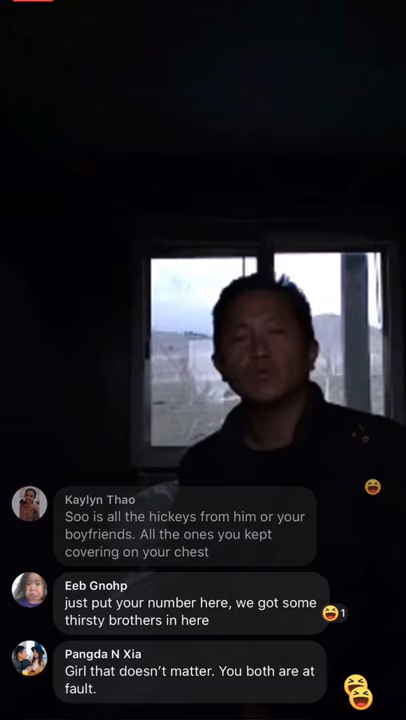 Kaylyn Thao
Soo is all the hickeys from him or your
boyfriends. All the ones you kept
covering on your chest
Eeb Gnohp
just put your number here, we got some
thirsty brothers in here
1
Pangda N Xia
Girl that doesn't matter. You both are at
fault.